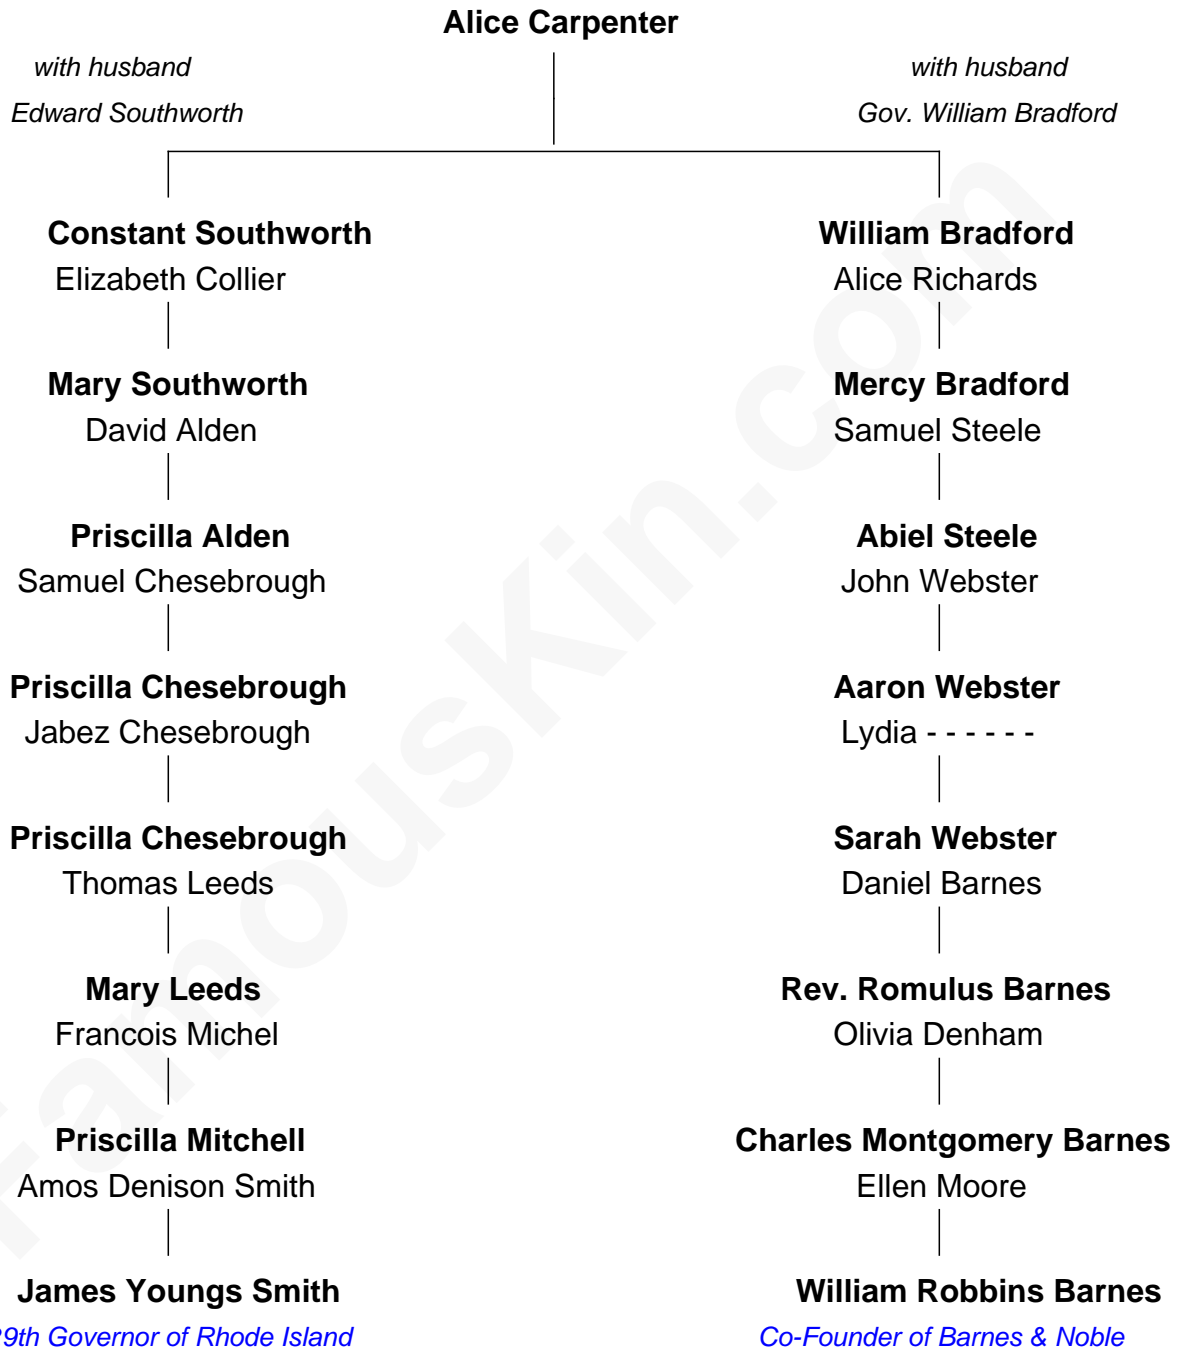 Alice Carpenter
with husband
Edward Southworth
with husband
Gov. William Bradford
Constant Southworth
Elizabeth Collier
William Bradford
Alice Richards
Mary Southworth
David Alden
Mercy Bradford
Samuel Steele
Priscilla Alden
Samuel Chesebrough
Abiel Steele
John Webster
Priscilla Chesebrough
Jabez Chesebrough
Aaron Webster
Lydia - - - - - -
Priscilla Chesebrough
Thomas Leeds
Sarah Webster
Daniel Barnes
Mary Leeds
Francois Michel
Rev. Romulus Barnes
Olivia Denham
Priscilla Mitchell
Amos Denison Smith
Charles Montgomery Barnes
Ellen Moore
James Youngs Smith
9th Governor of Rhode Island
William Robbins Barnes
Co-Founder of Barnes & Noble
FamousKin.com